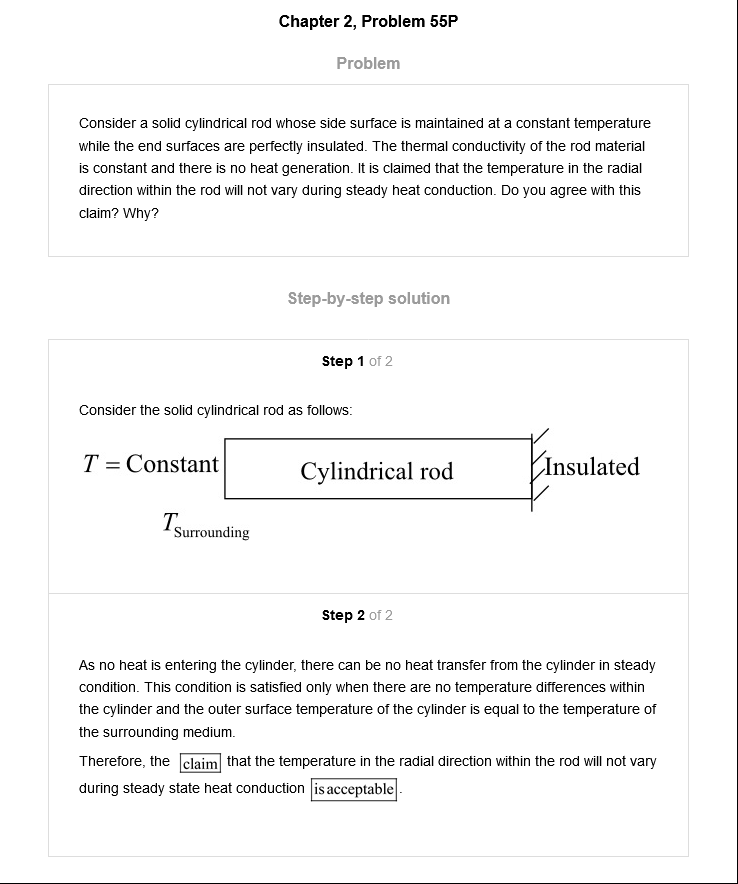 Chapter 2, Problem 55P
Problem
Consider a solid cylindrical rod whose side surface is maintained at a constant temperature
while the end surfaces are perfectly insulated. The thermal conductivity of the rod material
is constant and there is no heat generation. It is claimed that the temperature in the radial
direction within the rod will not vary during steady heat conduction. Do you agree with this
claim? Why?
Step-by-step solution
Step 1 of 2
Consider the solid cylindrical rod as follows:
T = Constant
Cylindrical rod
Insulated
T Surrounding
Step 2 of 2
As no heat is entering the cylinder, there can be no heat transfer from the cylinder in steady
condition. This condition is satisfied only when there are no temperature differences within
the cylinder and the outer surface temperature of the cylinder is equal to the temperature of
the surrounding medium.
Therefore, the claim that the temperature in the radial direction within the rod will not vary
during steady state heat conduction is acceptable.